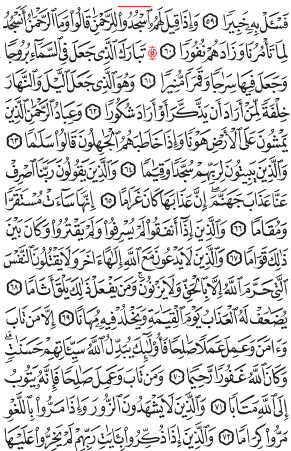 فَسْـَٔلْ بِهِۦ خَبِيرًا ٥٩ وَإِذَا قِيلَ لَهُمُ ٱسْجُدُوا۟ لِلرَّحْمَٰنِ قَالُوا۟ وَمَا ٱلرَّحْمَٰنُ أَنَسْجُدُ
لِمَا تَأْمُرُنَا وَزَادَهُمْ نُفُورًا ۩ ٦٠ تَبَارَكَ ٱلَّذِى جَعَلَ فِى ٱلسَّمَآءِ بُرُوجًا
وَجَعَلَ فِيهَا سِرَٰجًا وَقَمَرًا مُّنِيرًا ٦١ وَهُوَ ٱلَّذِى جَعَلَ ٱلَّيْلَ وَٱلنَّهَارَ
خِلْفَةً لِّمَنْ أَرَادَ أَن يَذَّكَّرَ أَوْ أَرَادَ شُكُورًا ٦٢ وَعِبَادُ ٱلرَّحْمَٰنِ ٱلَّذِينَ
يَمْشُونَ عَلَى ٱلْأَرْضِ هَوْنًا وَإِذَا خَاطَبَهُمُ ٱلْجَٰهِلُونَ قَالُوا۟ سَلَٰمًا ٦٣
وَٱلَّذِينَ يَبِيتُونَ لِرَبِّهِمْ سُجَّدًا وَقِيَٰمًا ٦٤ وَٱلَّذِينَ يَقُولُونَ رَبَّنَا ٱصْرِفْ
عَنَّا عَذَابَ جَهَنَّمَ إِنَّ عَذَابَهَا كَانَ غَرَامًا ٦٥ إِنَّهَا سَآءَتْ مُسْتَقَرًّا
وَمُقَامًا ٦٦ وَٱلَّذِينَ إِذَآ أَنفَقُوا۟ لَمْ يُسْرِفُوا۟ وَلَمْ يَقْتُرُوا۟ وَكَانَ بَيْنَ
ذَٰلِكَ قَوَامًا ٦٧ وَٱلَّذِينَ لَا يَدْعُونَ مَعَ ٱللَّهِ إِلَٰهًا ءَاخَرَ وَلَا يَقْتُلُونَ ٱلنَّفْسَ
ٱلَّتِى حَرَّمَ ٱللَّهُ إِلَّا بِٱلْحَقِّ وَلَا يَزْنُونَ وَمَن يَفْعَلْ ذَٰلِكَ يَلْقَ أَثَامًا ٦٨
يُضَٰعَفْ لَهُ ٱلْعَذَابُ يَوْمَ ٱلْقِيَٰمَةِ وَيَخْلُدْ فِيهِۦ مُهَانًا ٦٩ إِلَّا مَن تَابَ
وَءَامَنَ وَعَمِلَ عَمَلًا صَٰلِحًا فَأُو۟لَٰٓئِكَ يُبَدِّلُ ٱللَّهُ سَيِّـَٔاتِهِمْ حَسَنَٰتٍ
وَكَانَ ٱللَّهُ غَفُورًا رَّحِيمًا ٧٠ وَمَن تَابَ وَعَمِلَ صَٰلِحًا فَإِنَّهُۥ يَتُوبُ
إِلَى ٱللَّهِ مَتَابًا ٧١ وَٱلَّذِينَ لَا يَشْهَدُونَ ٱلزُّورَ وَإِذَا مَرُّوا۟ بِٱللَّغْوِ
مَرُّوا۟ كِرَامًا ٧٢ وَٱلَّذِينَ إِذَا ذُكِّرُوا۟ بِـَٔايَٰتِ رَبِّهِمْ لَمْ يَخِرُّوا۟ عَلَيْهَا